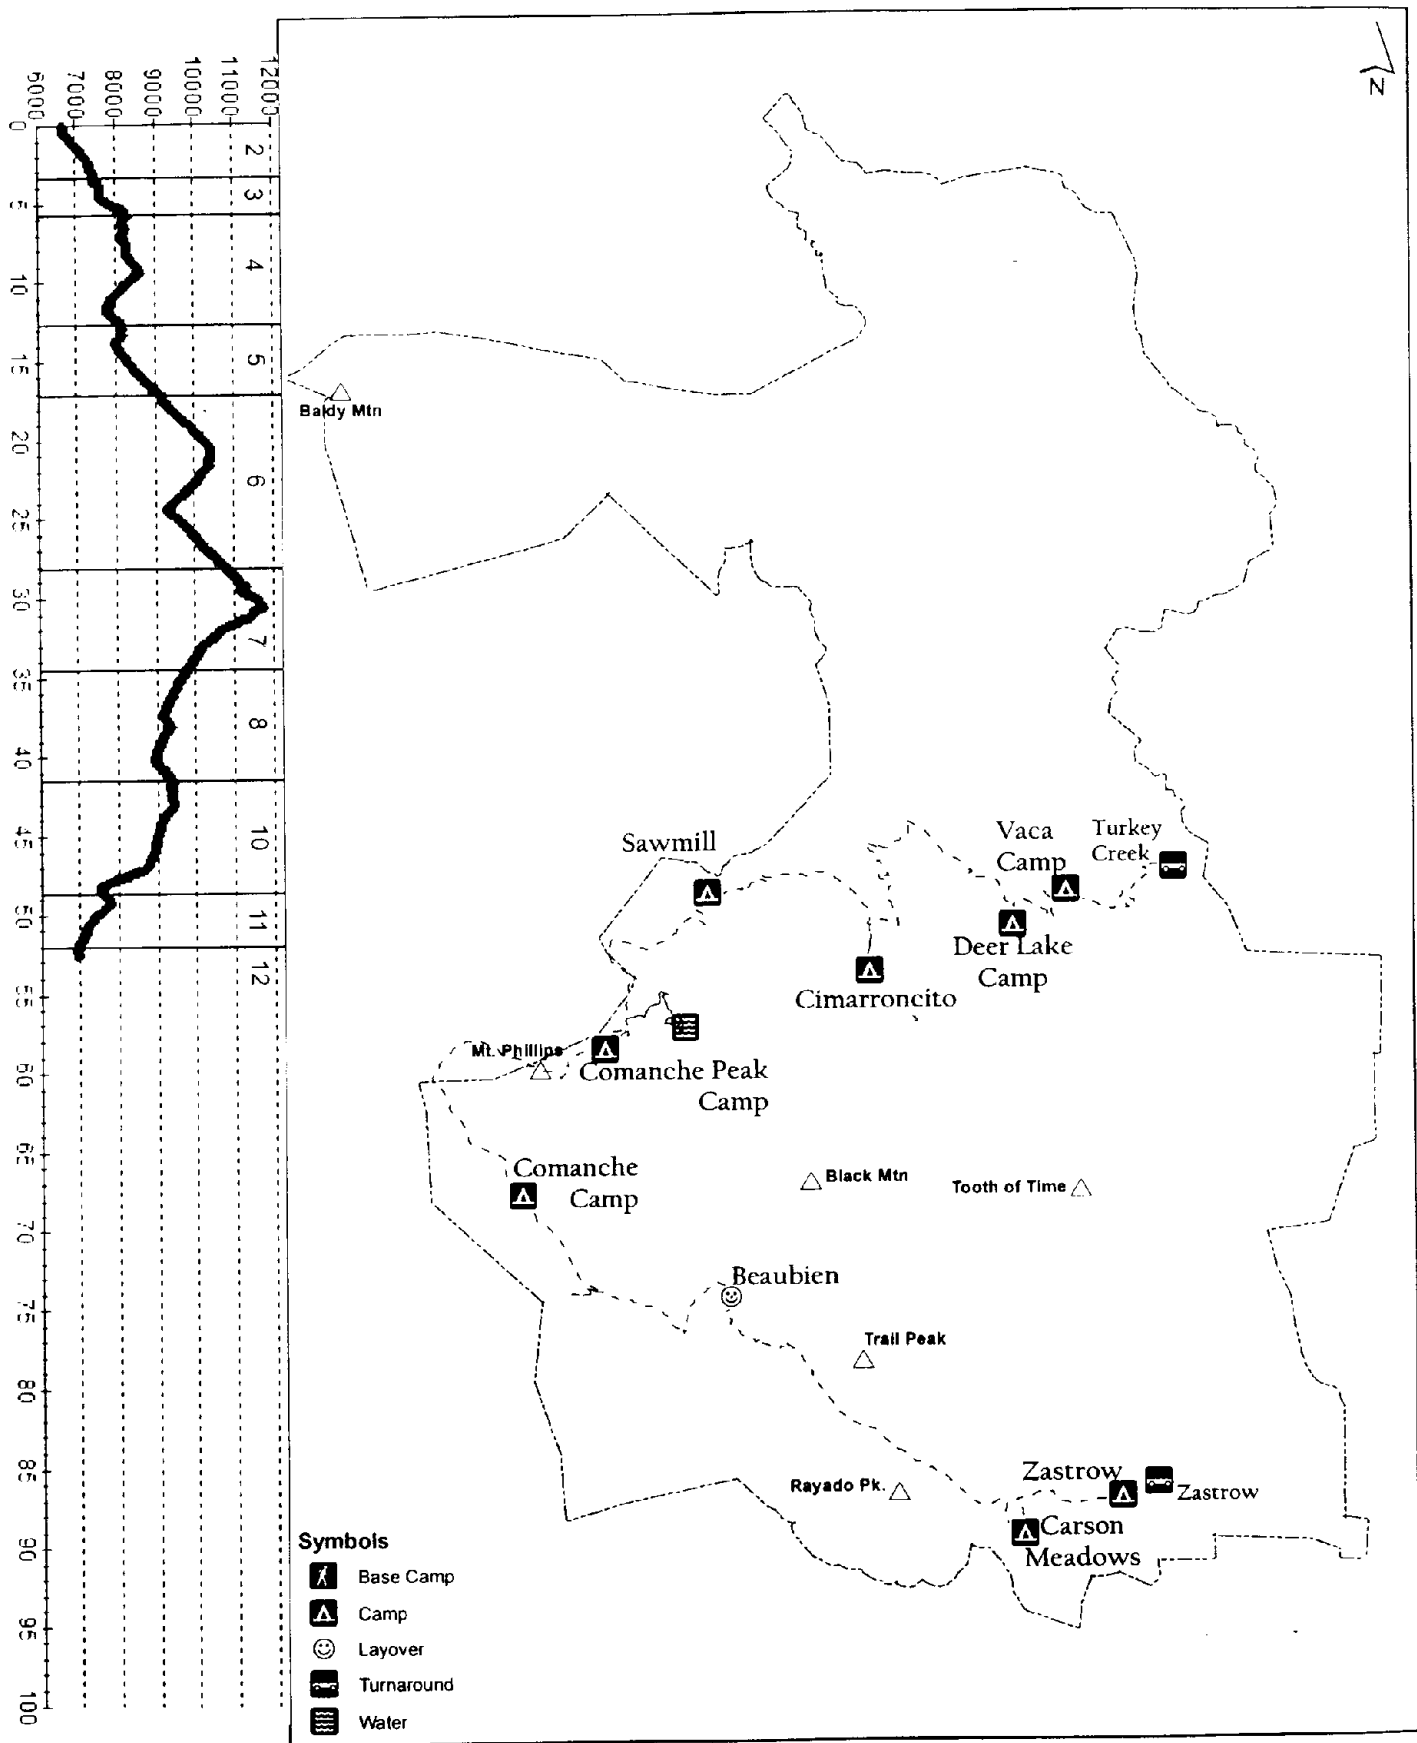 12000
11000
10000
9000
8000
7000
6000
0
5
10
15
20
25
30
35
40
45
50
55
60
65
70
75
80
85
90
95
100
2
3
4
5
6
7
8
10
11
12
N
Baldy Mtn
Sawmill
Vaca
Camp
Turkey
Creek
Deer Lake
Camp
Cimarroncito
Mt. Phillips
Comanche Peak
Camp
Comanche
Camp
Black Mtn
Tooth of Time
Beaubien
Trail Peak
Rayado Pk.
Zastrow
Zastrow
Carson
Meadows
Symbols
Base Camp
Camp
Layover
Turnaround
Water